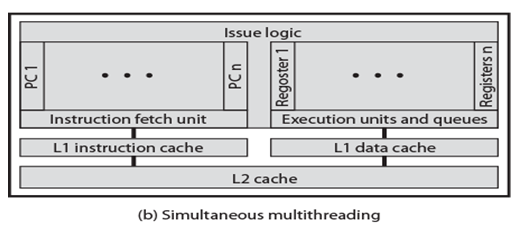 Issue logic
PC 1
PC n
Regoster 1
Registers n
Instruction fetch unit
Execution units and queues
L1 instruction cache
L1 data cache
L2 cache
(b) Simultaneous multithreading